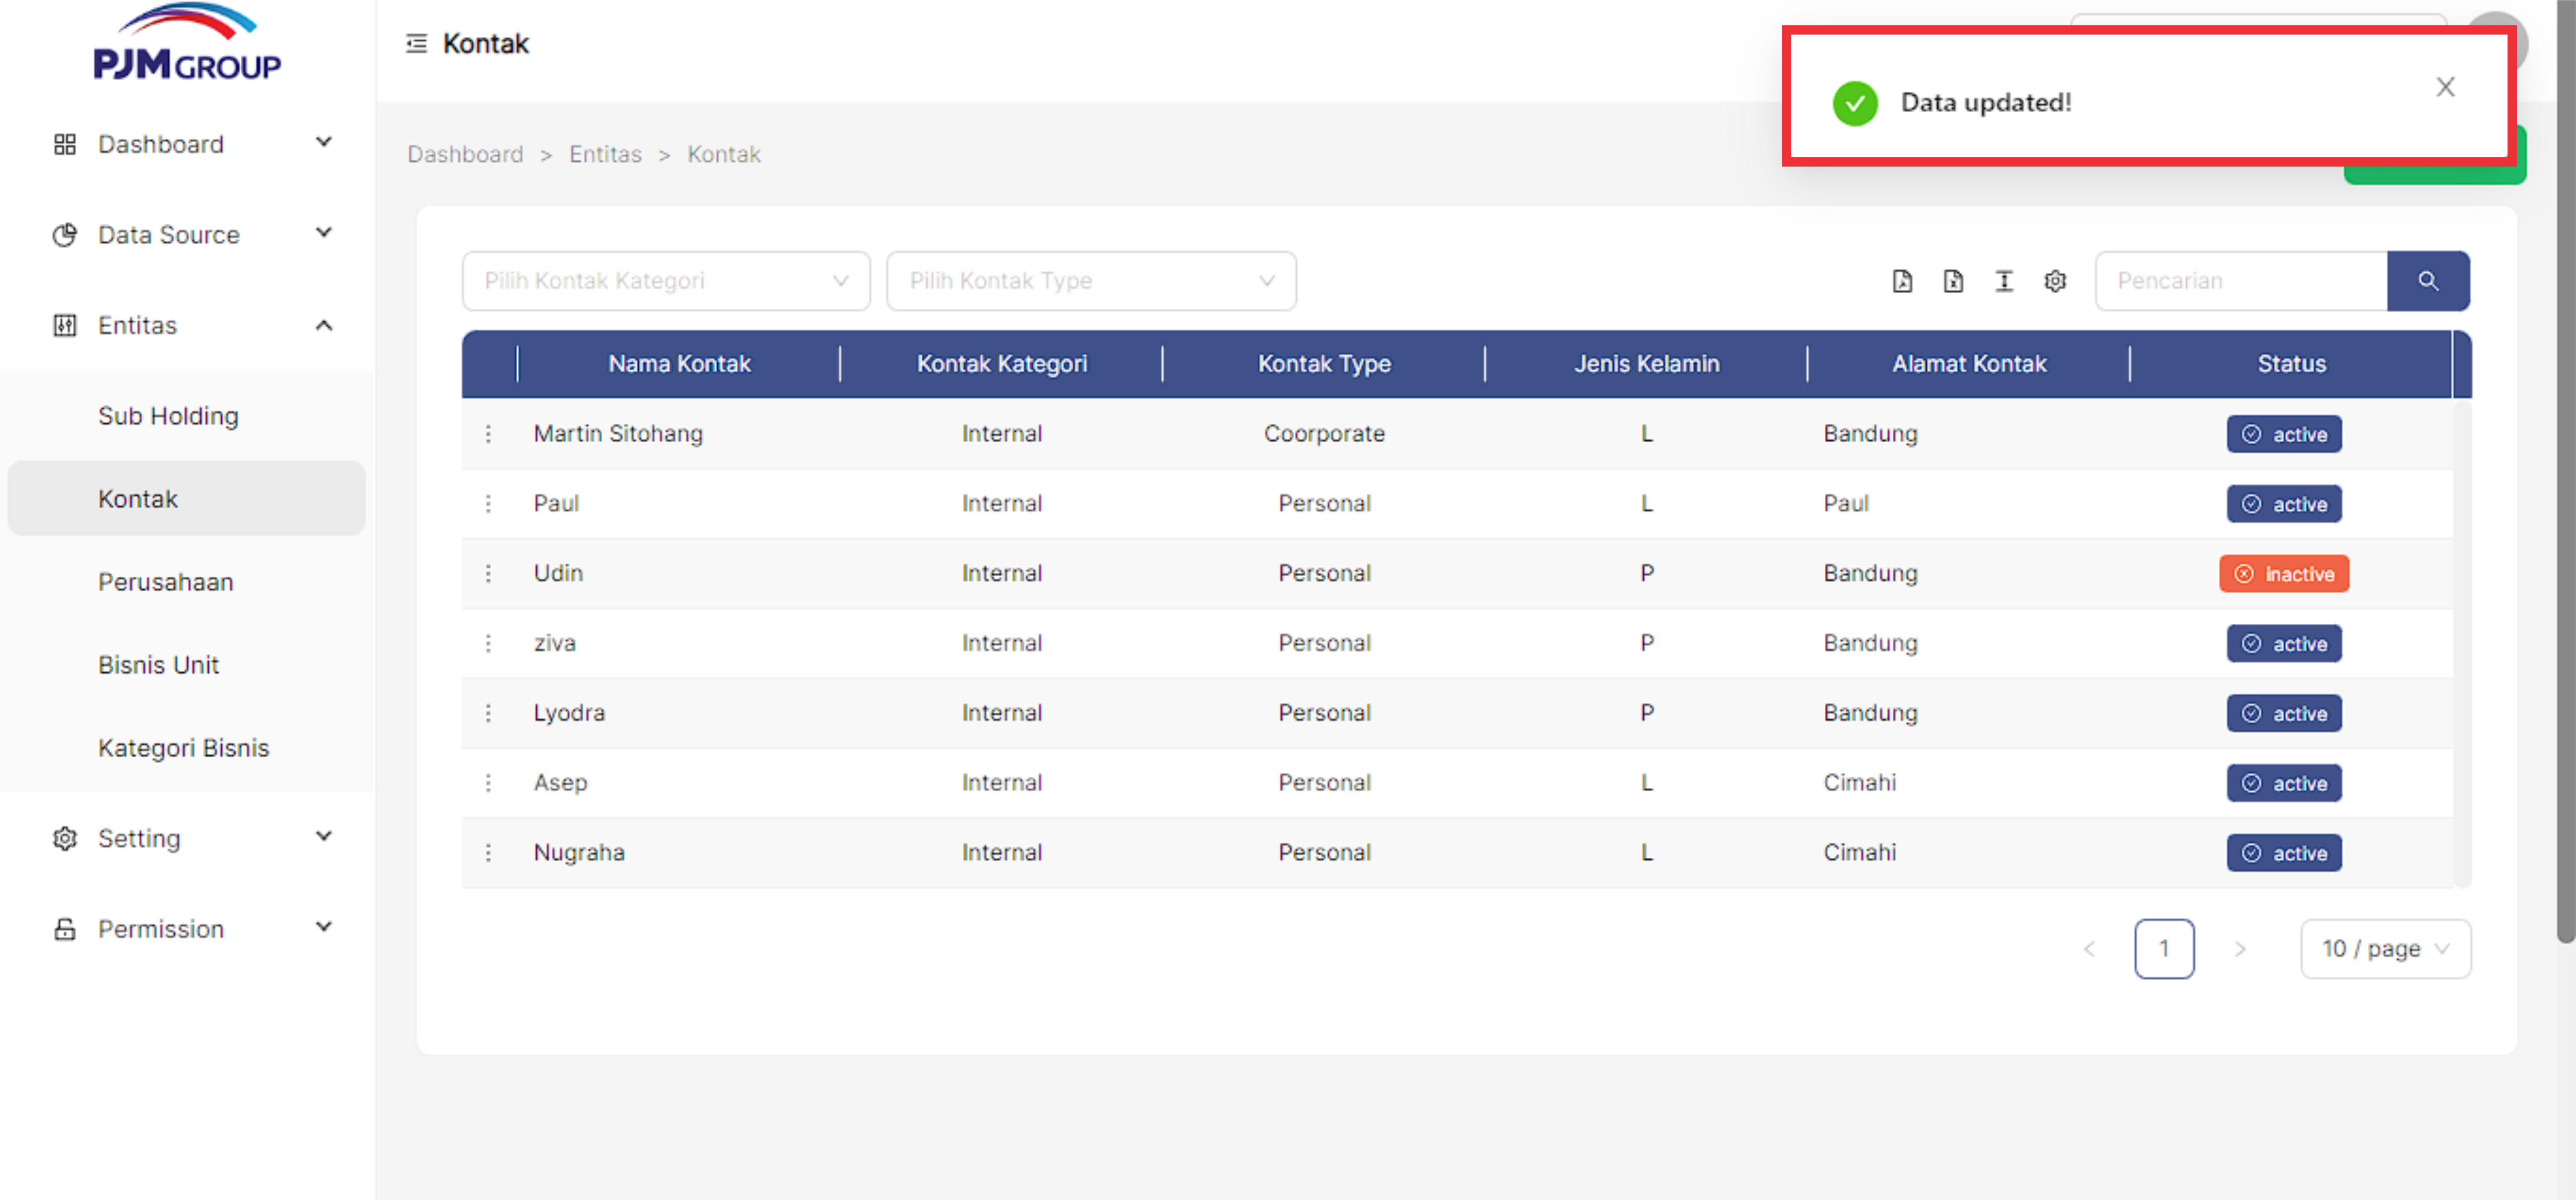 PJM GROUP
Dashboard
Data Source
Entitas
Sub Holding
Kontak
Perusahaan
Bisnis Unit
Kategori Bisnis
Setting
Permission
Kontak
Data updated!
Dashboard > Entitas > Kontak
Pilih Kontak Kategori Pilih Kontak Type Pencarian
Nama Kontak Kontak Kategori Kontak Type Jenis Kelamin Alamat Kontak Status
Martin Sitohang Internal Coorporate L Bandung active
Paul Internal Personal L Paul active
Udin Internal Personal P Bandung inactive
ziva Internal Personal P Bandung active
Lyodra Internal Personal P Bandung active
Asep Internal Personal L Cimahi active
Nugraha Internal Personal L Cimahi active
< 1 > 10 / page